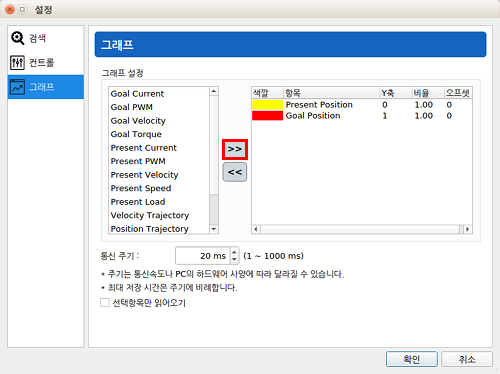 설정
검색
컨트롤
그래프
그래프
그래프 설정
Goal Current
Goal PWM
Goal Velocity
Goal Torque
Present Current
Present PWM
Present Velocity
Present Speed
Present Load
Velocity Trajectory
Position Trajectory
>>
<<
색깔 항목 Y축 비율 오프셋
Present Position 0 1.00 0
Goal Position 1 1.00 0
통신 주기 : 20 ms (1 ~ 1000 ms)
* 주기는 통신속도나 PC의 하드웨어 사양에 따라 달라질 수 있습니다.
* 최대 저장 시간은 주기에 비례합니다.
선택항목만 읽어오기
확인 취소